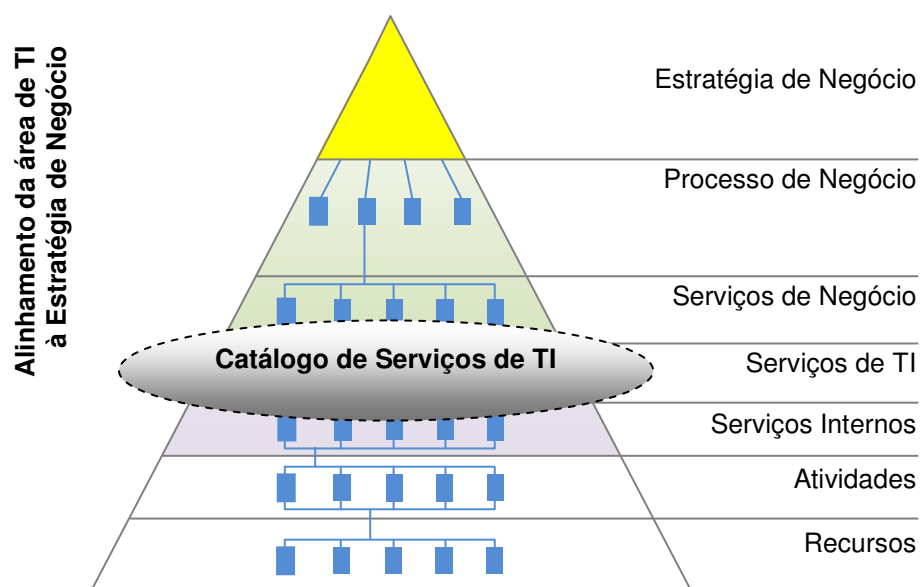 Alinhamento da área de TI
à Estratégia de Negócio
Estratégia de Negócio
Processo de Negócio
Serviços de Negócio
Catálogo de Serviços de TI
Serviços de TI
Serviços Internos
Atividades
Recursos